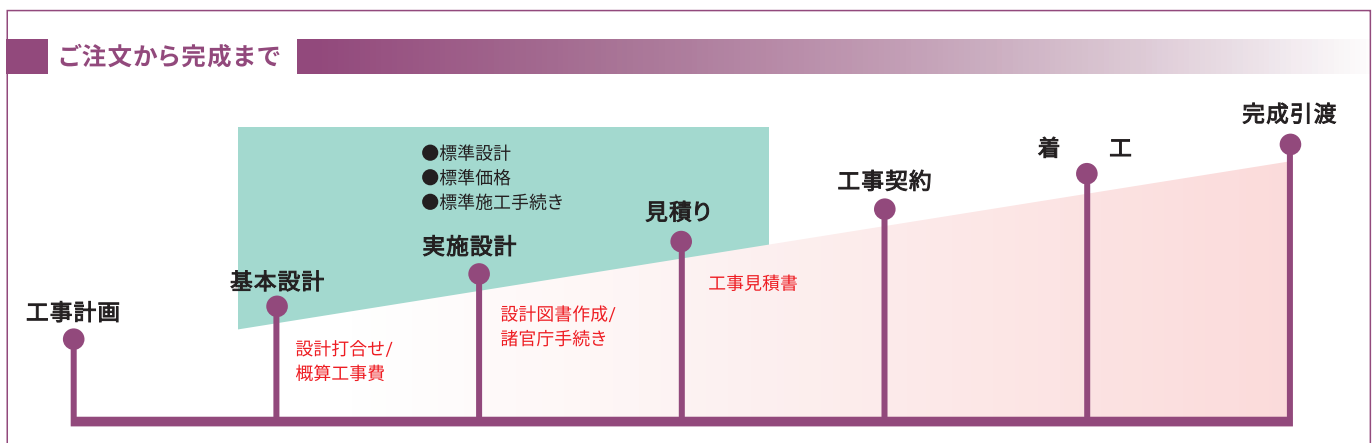 ご注文から完成まで
●標準設計
●標準価格
●標準施工手続き
工事計画
基本設計
実施設計
見積り
工事契約
着　工
完成引渡
設計打合せ/
概算工事費
設計図書作成/
諸官庁手続き
工事見積書